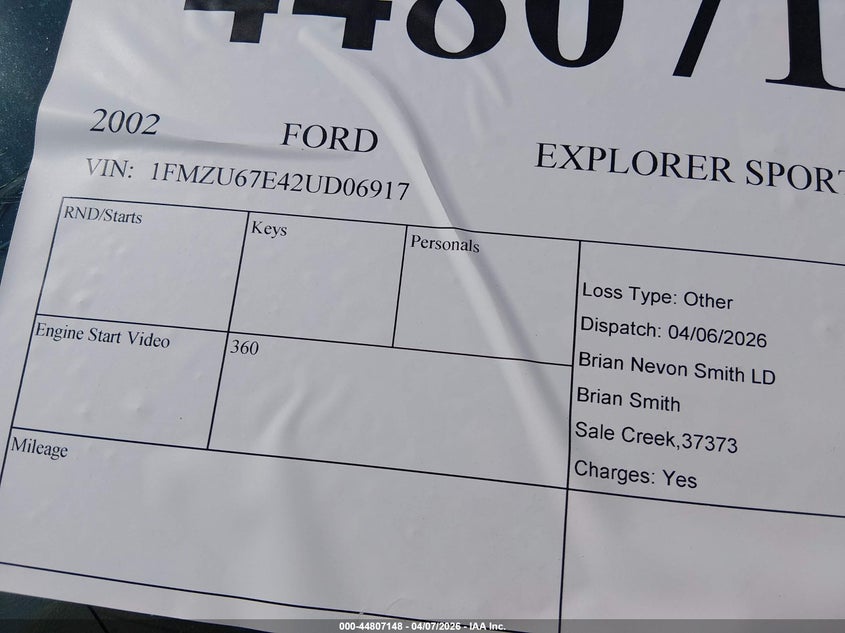 44807
2002 FORD EXPLORER SPORT
VIN: 1FMZU67E42UD06917
RND/Starts Keys Personals
Loss Type: Other
Dispatch: 04/06/2026
Engine Start Video 360
Brian Nevon Smith LD
Brian Smith
Sale Creek,37373
Mileage
Charges: Yes
000-44807148 - 04/07/2026 - IAA Inc.